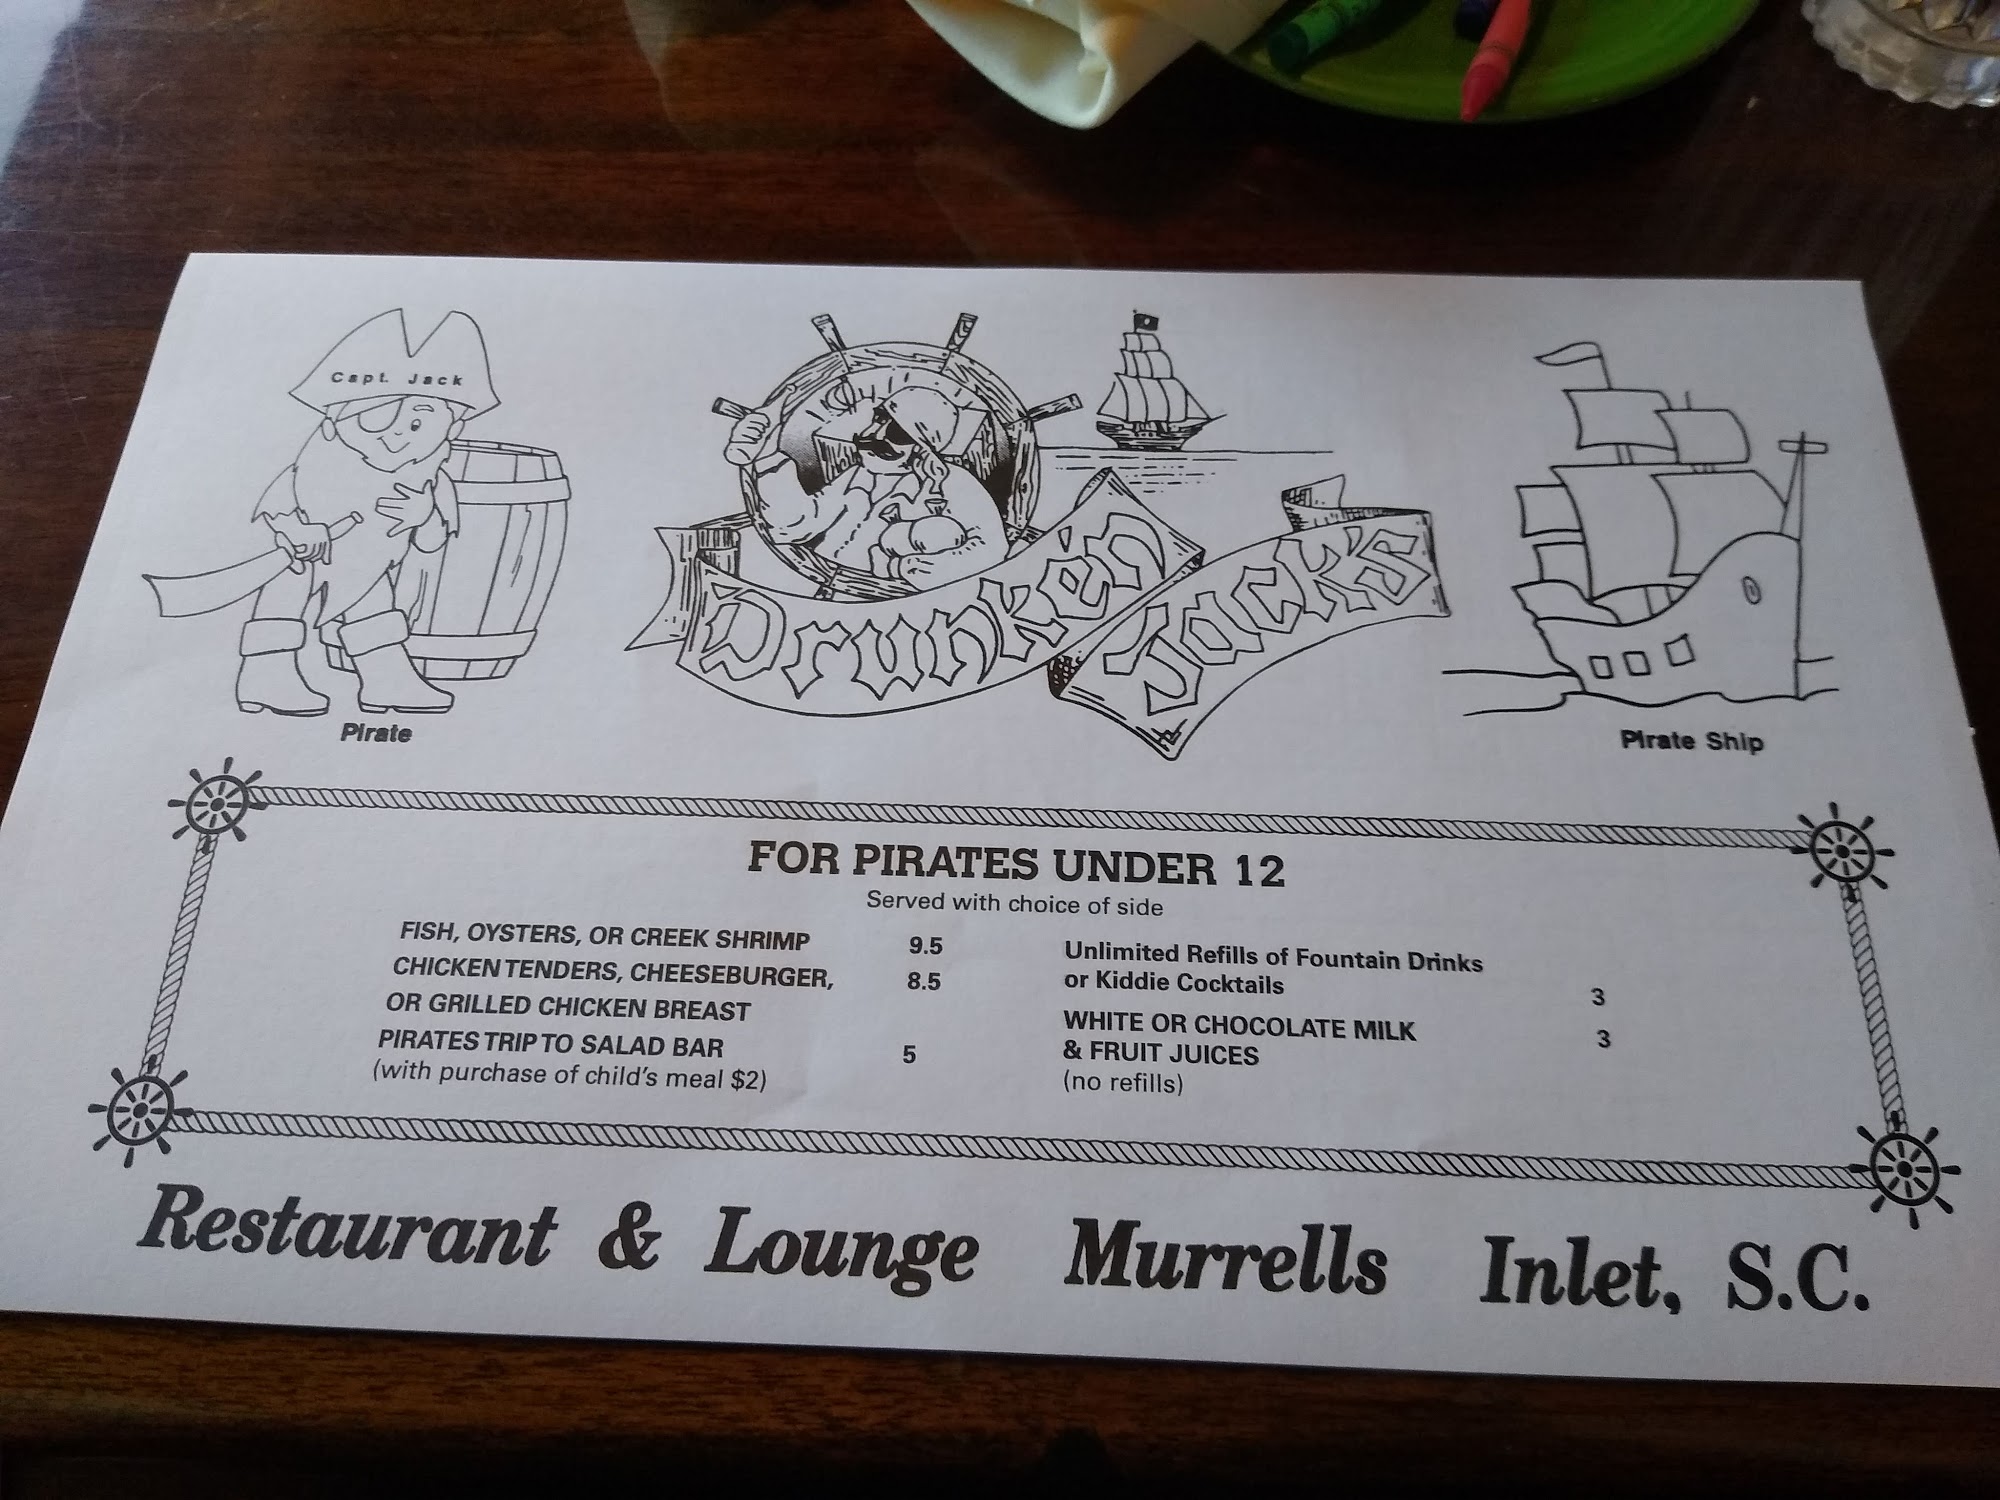 Capt. Jack
Drunken Jack's
Pirate
Pirate Ship
FOR PIRATES UNDER 12
Served with choice of side
FISH, OYSTERS, OR CREEK SHRIMP 9.5
CHICKEN TENDERS, CHEESEBURGER, 8.5
OR GRILLED CHICKEN BREAST
PIRATES TRIP TO SALAD BAR 5
(with purchase of child's meal $2)
Unlimited Refills of Fountain Drinks
or Kiddie Cocktails 3
WHITE OR CHOCOLATE MILK 3
& FRUIT JUICES
(no refills)
Restaurant & Lounge Murrells Inlet, S.C.